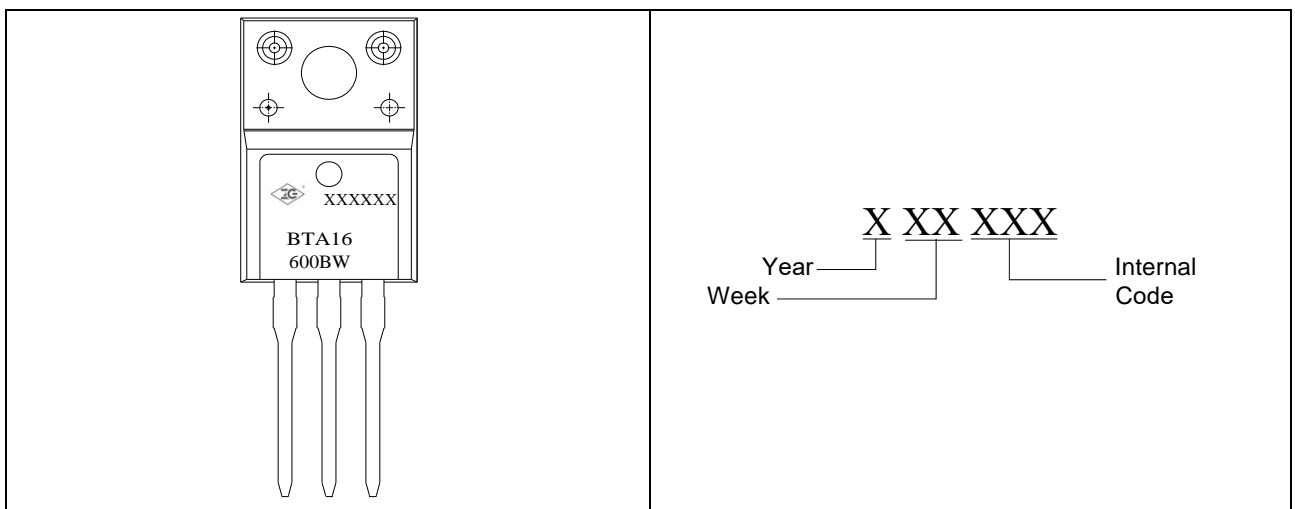 XXXXXX
BTA16
600BW
X XX XXX
Year
Week
Internal
Code